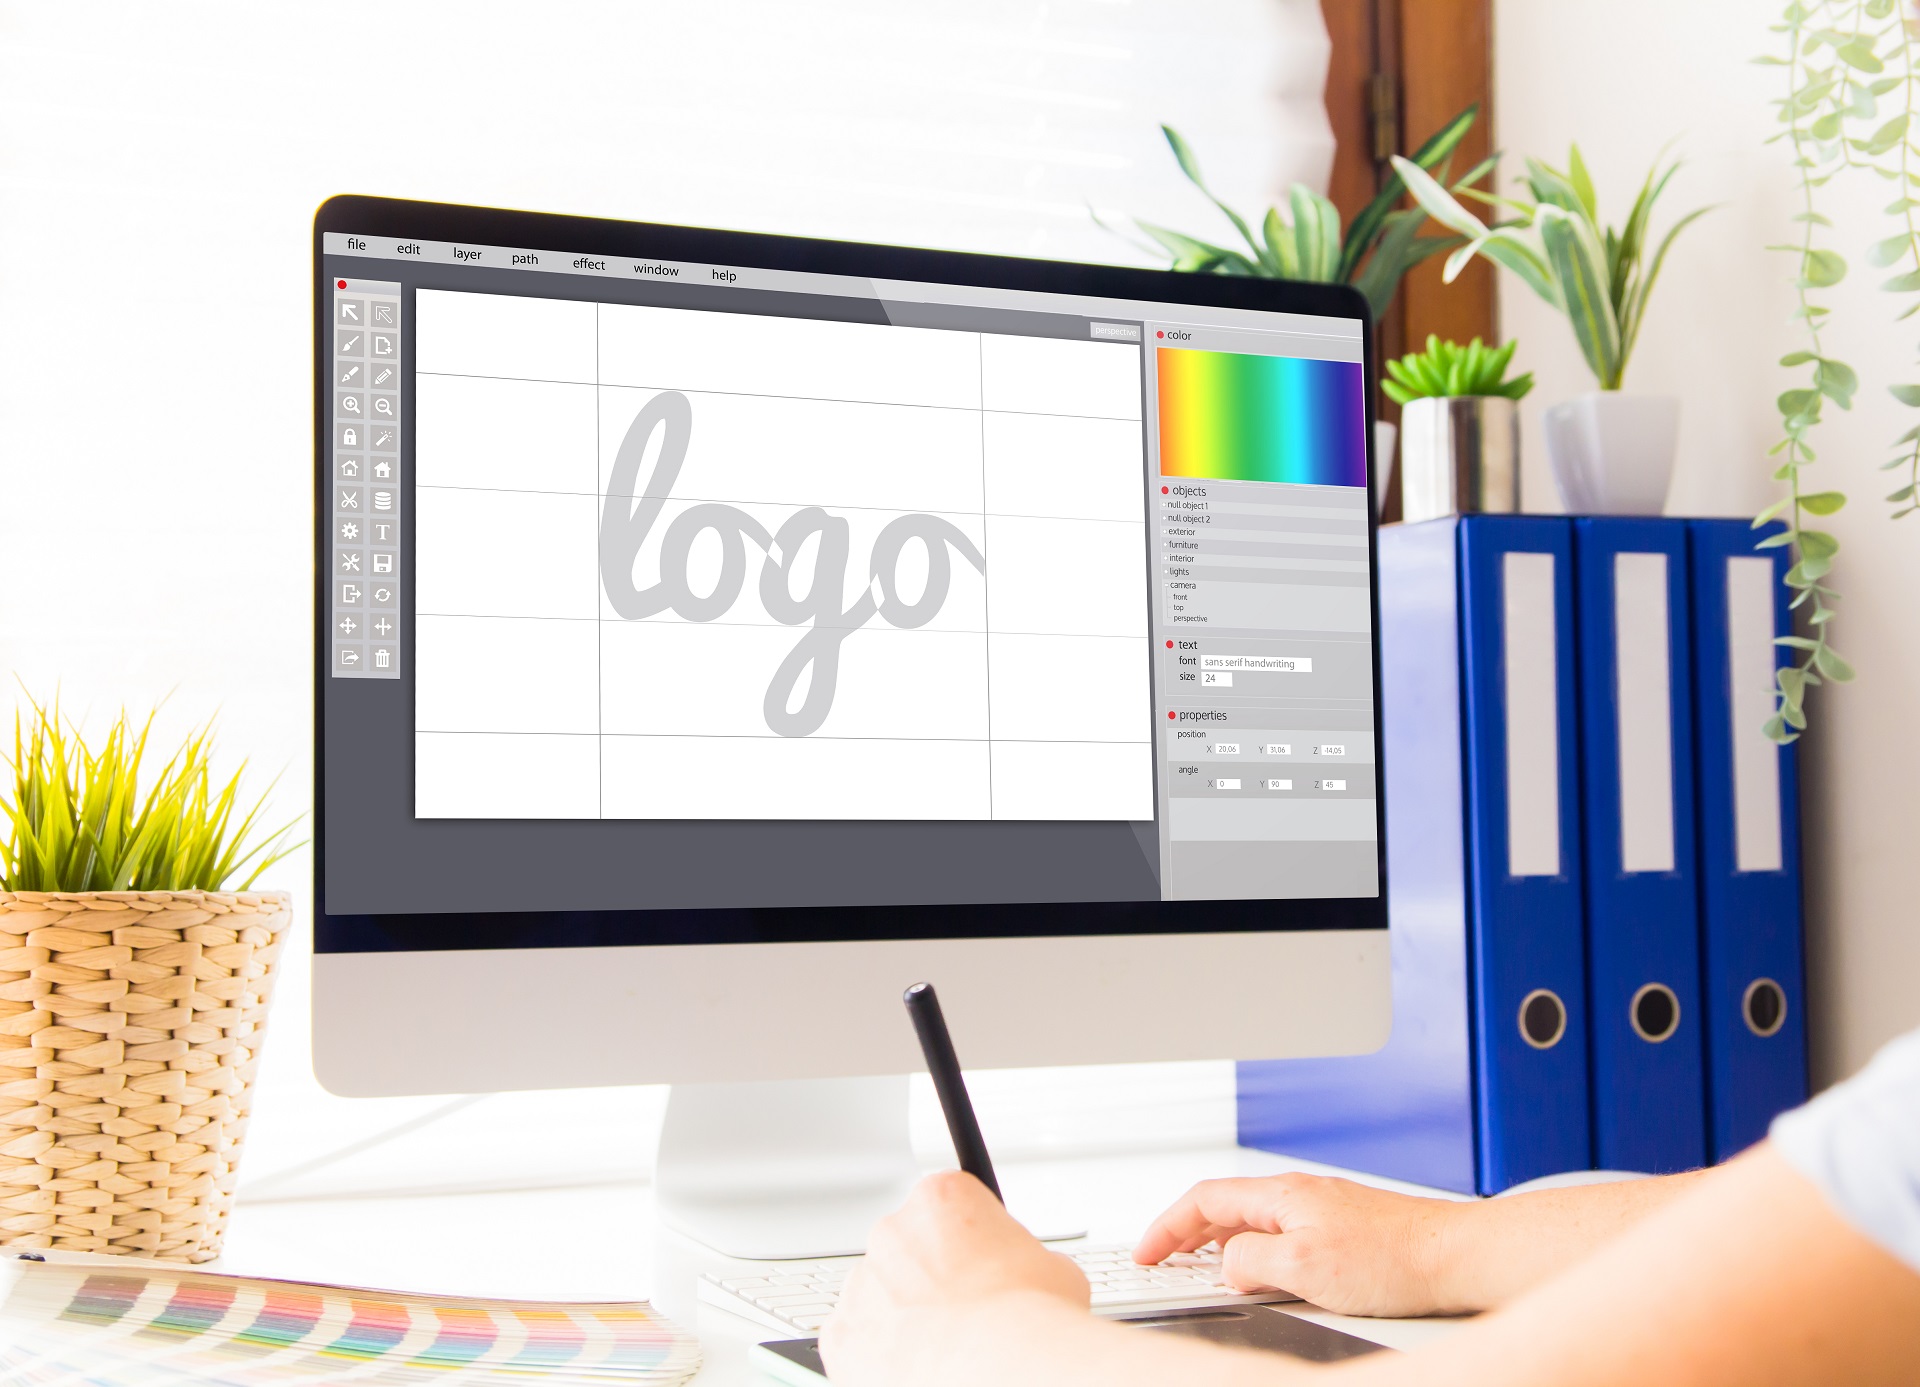 file edit layer path effect window help
perspective
logo
T
color
objects
null object 1
null object 2
exterior
furniture
interior
lights
camera
front
top
perspective
text
font sans serif handwriting
size 24
properties
position
X 20,06 Y 31,06 Z -14,05
angle
X 0 Y 90 Z 45